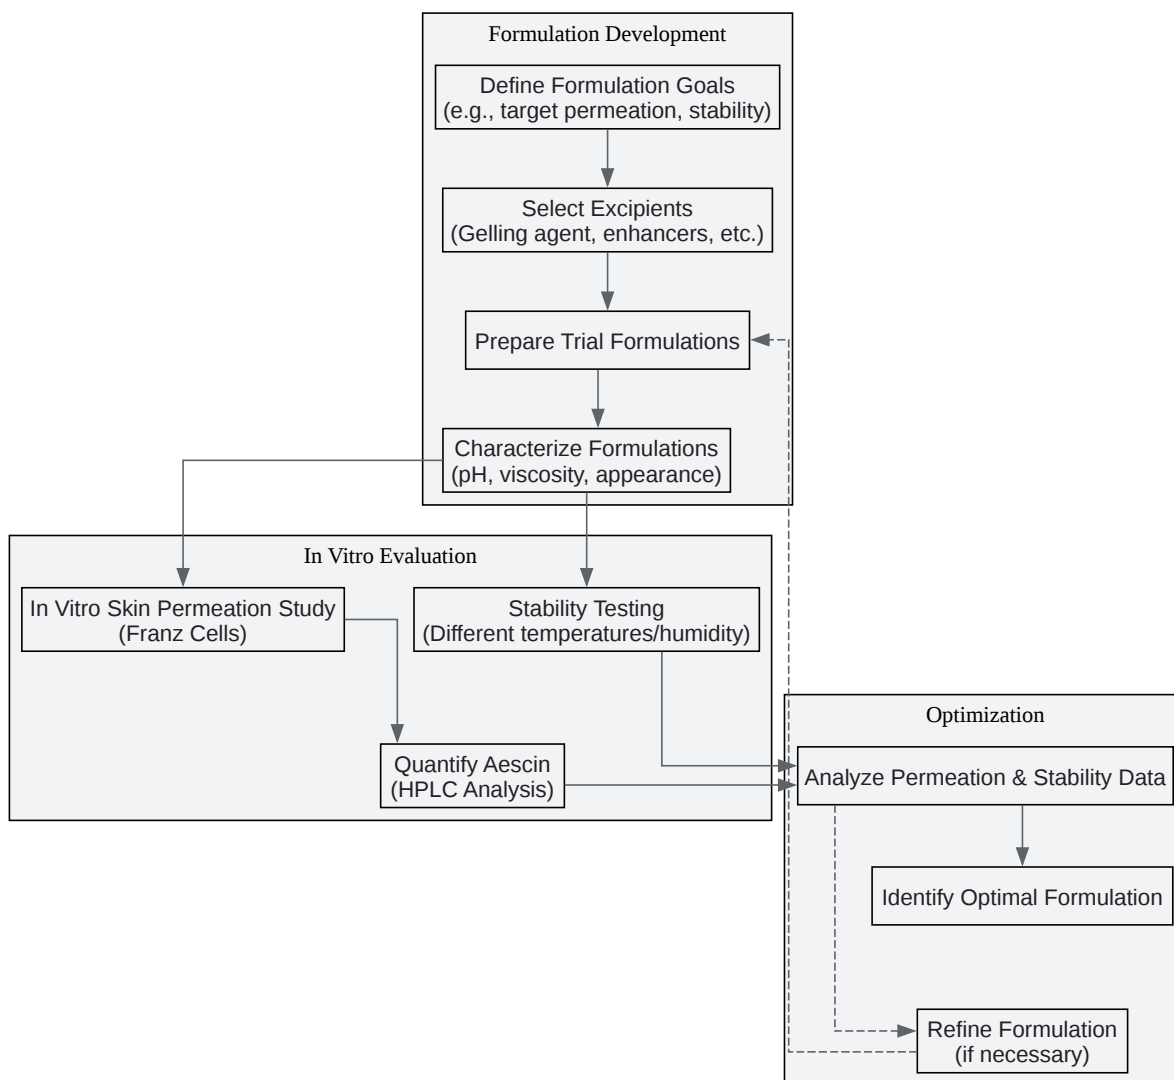 Formulation Development
Define Formulation Goals
(e.g., target permeation, stability)
Select Excipients
(Gelling agent, enhancers, etc.)
Prepare Trial Formulations
Characterize Formulations
(pH, viscosity, appearance)
In Vitro Evaluation
In Vitro Skin Permeation Study
(Franz Cells)
Stability Testing
(Different temperatures/humidity)
Quantify Aescin
(HPLC Analysis)
Optimization
Analyze Permeation & Stability Data
Identify Optimal Formulation
Refine Formulation
(if necessary)